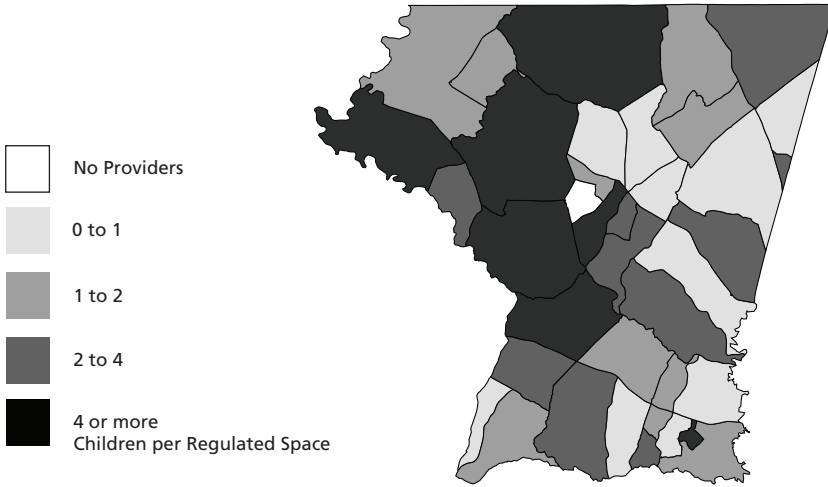 No Providers
0 to 1
1 to 2
2 to 4
4 or more
Children per Regulated Space